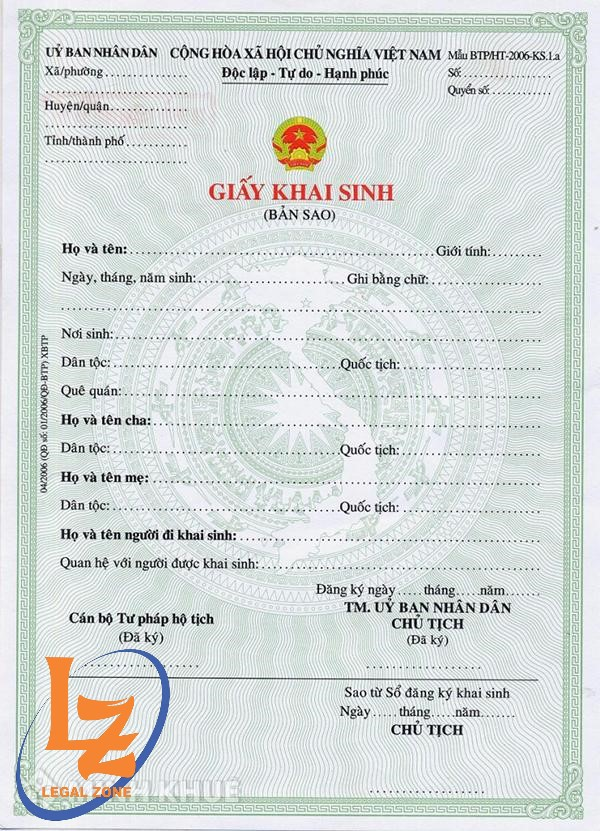 UỶ BAN NHÂN DÂN CỘNG HÒA XÃ HỘI CHỦ NGHĨA VIỆT NAM Mẫu BTP/HT-2006-KS.1.a
Xã/phường.................... Độc lập - Tự do - Hạnh phúc Số:....................
Quyển số:..............
Huyện/quận..................
Tỉnh/thành phố..............
GIẤY KHAI SINH
(BẢN SAO)
Họ và tên:.................... Giới tính:..........
Ngày, tháng, năm sinh:.................... Ghi bằng chữ:....................
Nơi sinh:....................
Dân tộc:.................... Quốc tịch:....................
Quê quán:....................
Họ và tên cha:....................
Dân tộc:.................... Quốc tịch:....................
Họ và tên mẹ:....................
Dân tộc:.................... Quốc tịch:....................
Họ và tên người đi khai sinh:....................
Quan hệ với người được khai sinh:....................
Đăng ký ngày......tháng.....năm.......
Cán bộ Tư pháp hộ tịch TM. UỶ BAN NHÂN DÂN
CHỦ TỊCH
(Đã ký) (Đã ký)
Sao từ Sổ đăng ký khai sinh
Ngày.....tháng.....năm.......
CHỦ TỊCH
04/2006 (QĐ số: 01/2006/QĐ-BTP) XBTP
LZ
LEGAL ZONE
KHUÊ